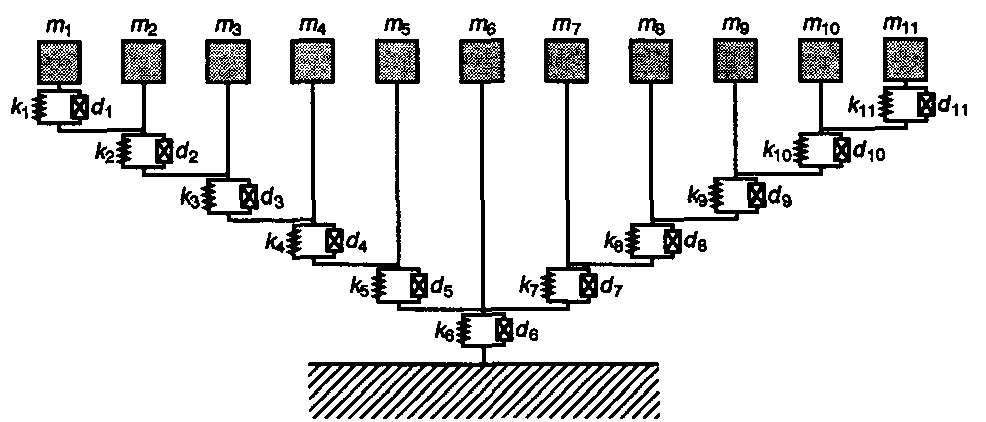 m1 m2 m3 m4 m5 m6 m7 m8 m9 m10 m11
k1 d1 k11 d11
k2 d2 k10 d10
k3 d3 k9 d9
k4 d4 k8 d8
k5 d5 k7 d7
k6 d6